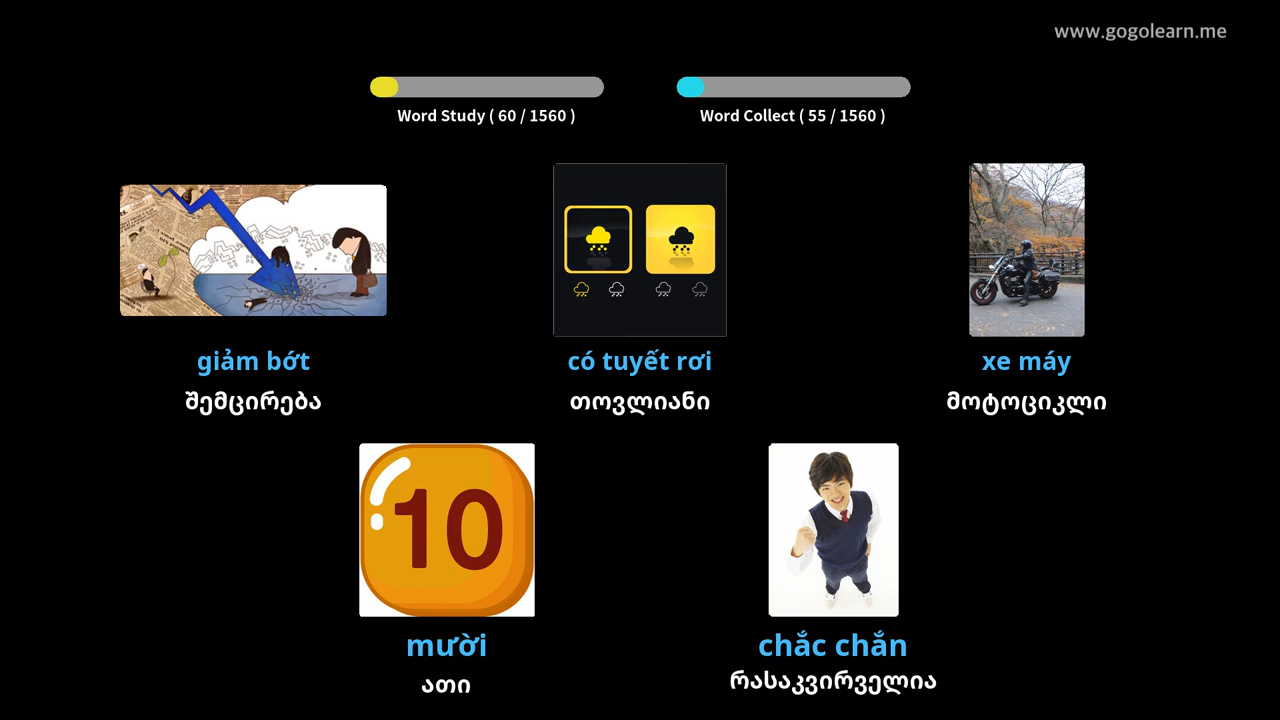 www.gogolearn.me
Word Study ( 60 / 1560 )
Word Collect ( 55 / 1560 )
giảm bớt
შემცირება
có tuyết rơi
თოვლიანი
xe máy
მოტოციკლი
10
mười
ათი
chắc chắn
რასაკვირველია